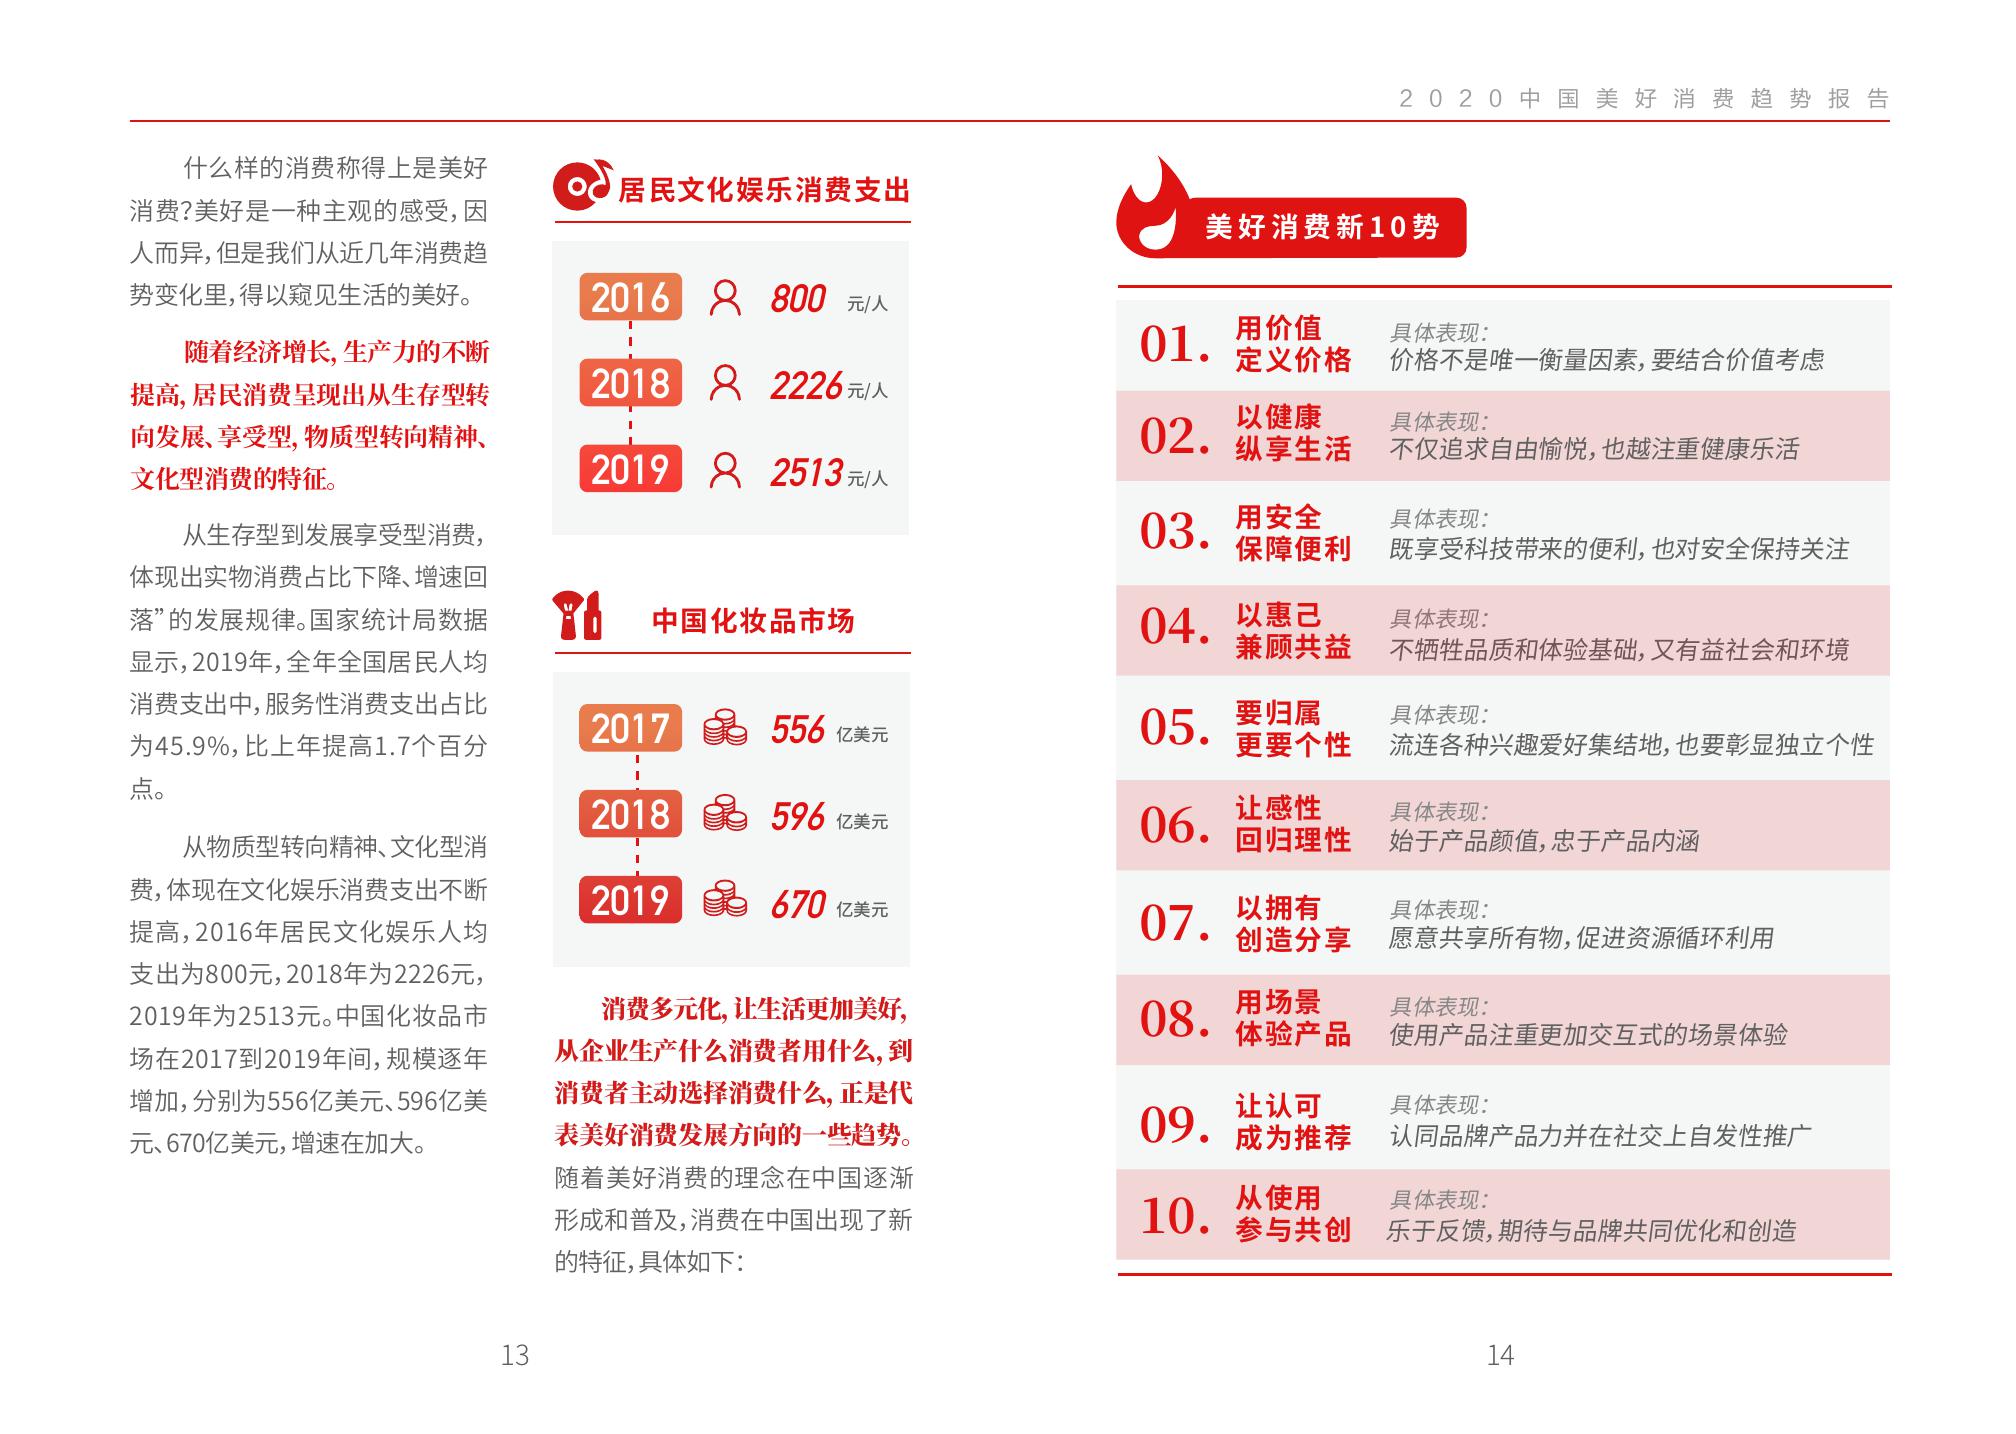 2020中国美好消费趋势报告
什么样的消费称得上是美好
消费？美好是一种主观的感受，因
人而异，但是我们从近几年消费趋
势变化里，得以窥见生活的美好。
随着经济增长，生产力的不断
提高，居民消费呈现出从生存型转
向发展、享受型，物质型转向精神、
文化型消费的特征。
从生存型到发展享受型消费，
体现出实物消费占比下降、增速回
落”的发展规律。国家统计局数据
显示，2019年，全年全国居民人均
消费支出中，服务性消费支出占比
为45.9%，比上年提高1.7个百分
点。
从物质型转向精神、文化型消
费，体现在文化娱乐消费支出不断
提高，2016年居民文化娱乐人均
支出为800元，2018年为2226元，
2019年为2513元。中国化妆品市
场在2017到2019年间，规模逐年
增加，分别为556亿美元、596亿美
元、670亿美元，增速在加大。
居民文化娱乐消费支出
2016 800 元/人
2018 2226 元/人
2019 2513 元/人
中国化妆品市场
2017 556 亿美元
2018 596 亿美元
2019 670 亿美元
消费多元化，让生活更加美好，
从企业生产什么消费者用什么，到
消费者主动选择消费什么，正是代
表美好消费发展方向的一些趋势。
随着美好消费的理念在中国逐渐
形成和普及，消费在中国出现了新
的特征，具体如下：
13
美好消费新10势
01.
用价值
定义价格
具体表现：
价格不是唯一衡量因素，要结合价值考虑
02.
以健康
纵享生活
具体表现：
不仅追求自由愉悦，也越注重健康乐活
03.
用安全
保障便利
具体表现：
既享受科技带来的便利，也对安全保持关注
04.
以惠己
兼顾共益
具体表现：
不牺牲品质和体验基础，又有益社会和环境
05.
要归属
更要个性
具体表现：
流连各种兴趣爱好集结地，也要彰显独立个性
06.
让感性
回归理性
具体表现：
始于产品颜值，忠于产品内涵
07.
以拥有
创造分享
具体表现：
愿意共享所有物，促进资源循环利用
08.
用场景
体验产品
具体表现：
使用产品注重更加交互式的场景体验
09.
让认可
成为推荐
具体表现：
认同品牌产品力并在社交上自发性推广
10.
从使用
参与共创
具体表现：
乐于反馈，期待与品牌共同优化和创造
14